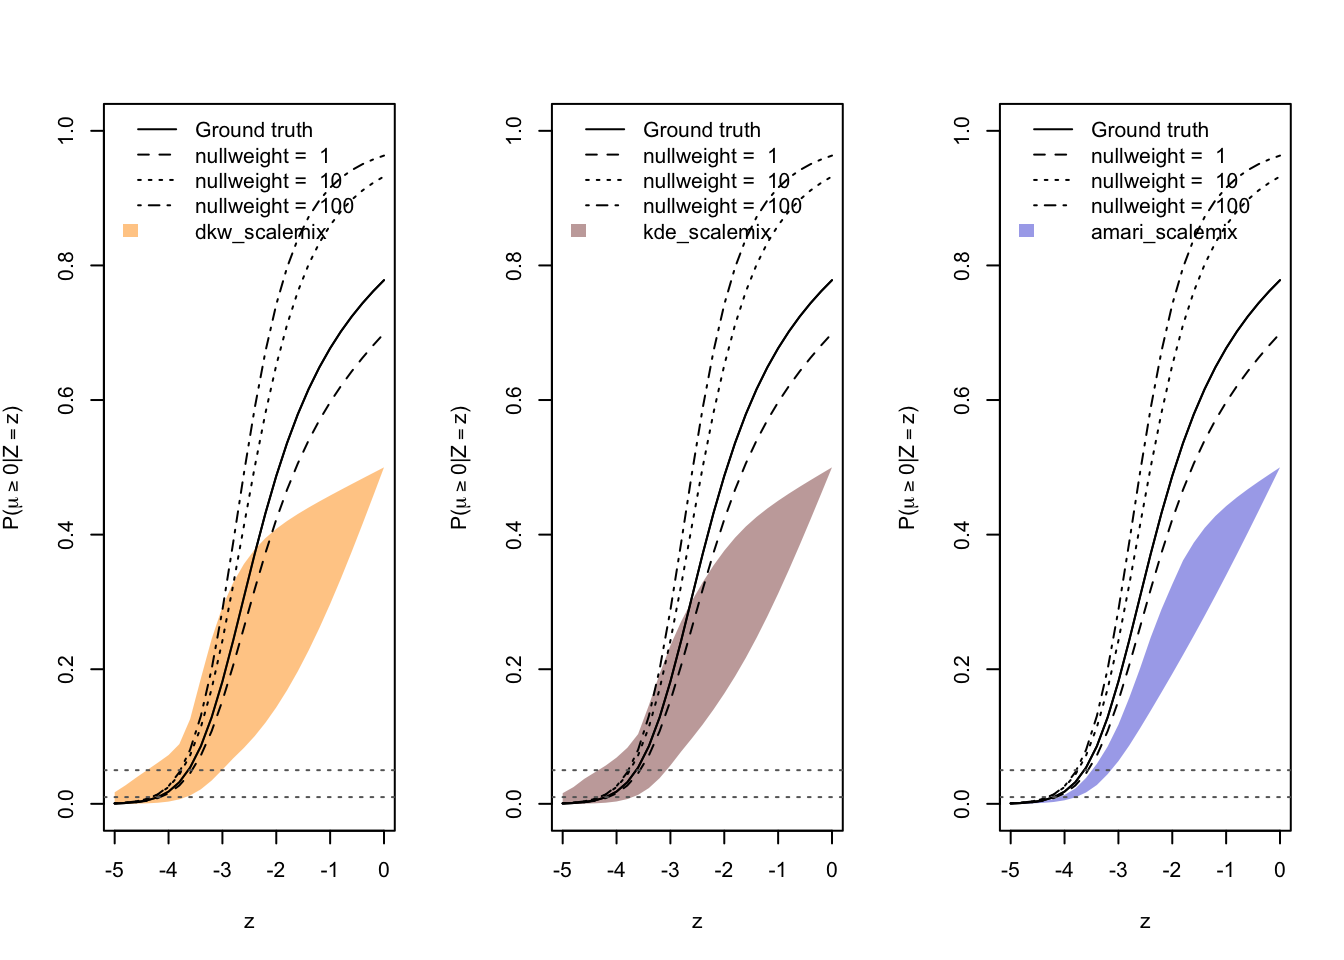 Ground truth
nullweight = 1
nullweight = 10
nullweight = 100
dkw_scalemix
P(μ ≥ 0|Z = z)
1.0
0.8
0.6
0.4
0.2
0.0
-5 -4 -3 -2 -1 0
z
Ground truth
nullweight = 1
nullweight = 10
nullweight = 100
kde_scalemix
P(μ ≥ 0|Z = z)
1.0
0.8
0.6
0.4
0.2
0.0
-5 -4 -3 -2 -1 0
z
Ground truth
nullweight = 1
nullweight = 10
nullweight = 100
amari_scalemix
P(μ ≥ 0|Z = z)
1.0
0.8
0.6
0.4
0.2
0.0
-5 -4 -3 -2 -1 0
z